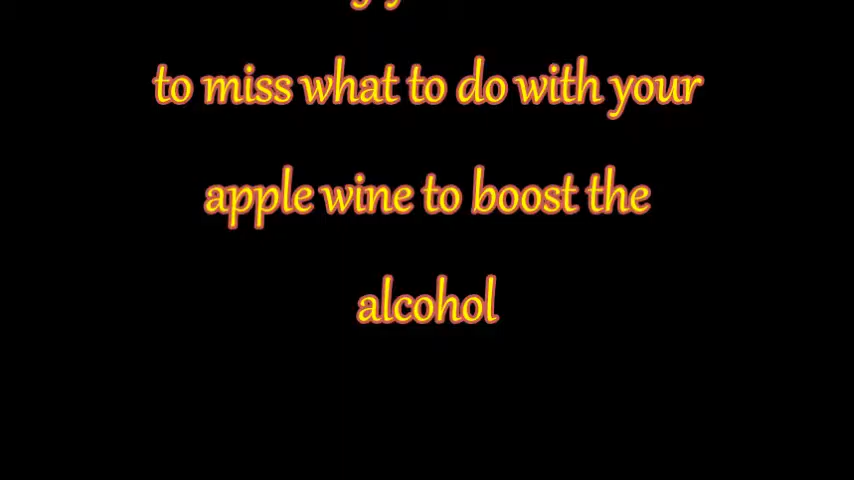 to miss what to do with your
apple wine to boost the
alcohol